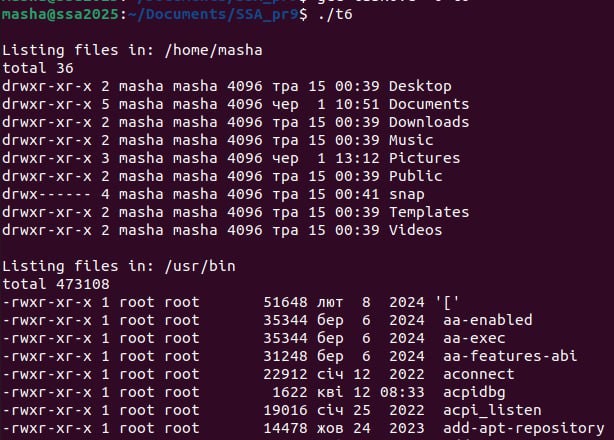 masha@ssa2025:~/Documents/SSA_pr9$ ./t6
Listing files in: /home/masha
total 36
drwxr-xr-x 2 masha masha 4096 тра 15 00:39 Desktop
drwxr-xr-x 5 masha masha 4096 чер  1 10:51 Documents
drwxr-xr-x 2 masha masha 4096 тра 15 00:39 Downloads
drwxr-xr-x 2 masha masha 4096 тра 15 00:39 Music
drwxr-xr-x 3 masha masha 4096 чер  1 13:12 Pictures
drwxr-xr-x 2 masha masha 4096 тра 15 00:39 Public
drwx------ 4 masha masha 4096 тра 15 00:41 snap
drwxr-xr-x 2 masha masha 4096 тра 15 00:39 Templates
drwxr-xr-x 2 masha masha 4096 тра 15 00:39 Videos
Listing files in: /usr/bin
total 473108
-rwxr-xr-x 1 root root       51648 лют  8  2024 '['
-rwxr-xr-x 1 root root       35344 бер  6  2024  aa-enabled
-rwxr-xr-x 1 root root       35344 бер  6  2024  aa-exec
-rwxr-xr-x 1 root root       31248 бер  6  2024  aa-features-abi
-rwxr-xr-x 1 root root       22912 січ 12  2022  aconnect
-rwxr-xr-x 1 root root        1622 кві 12 08:33  acpidbg
-rwxr-xr-x 1 root root       19016 січ 25  2022  acpi_listen
-rwxr-xr-x 1 root root       14478 жов 24  2023  add-apt-repository